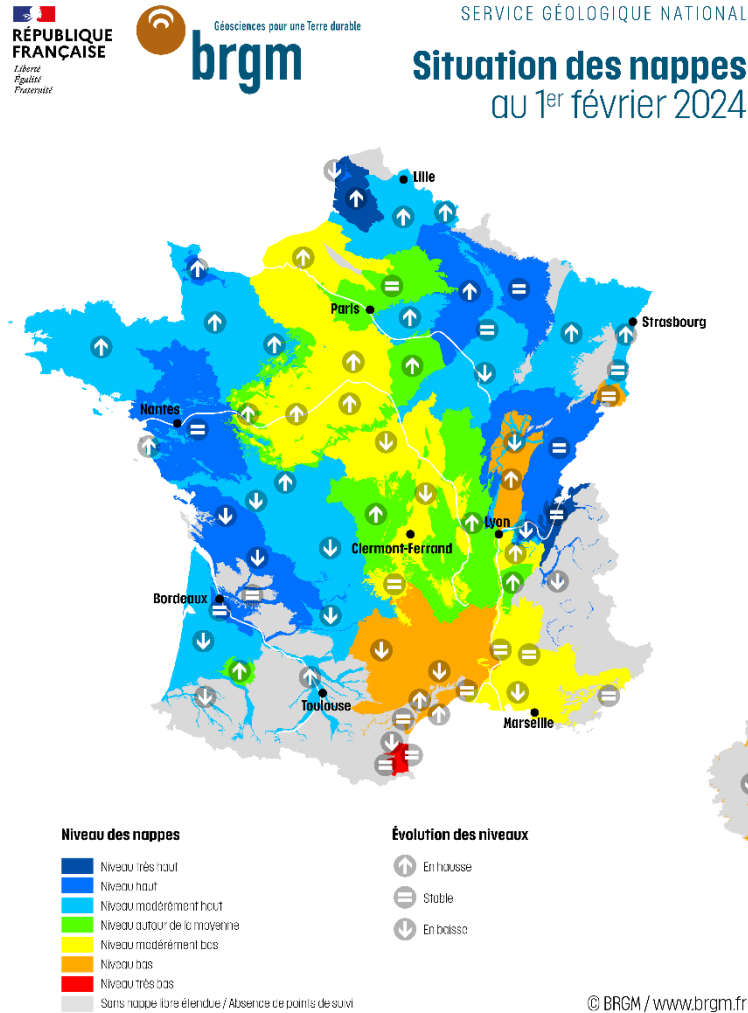 RÉPUBLIQUE
FRANÇAISE
Liberté
Égalité
Fraternité
Géosciences pour une Terre durable
brgm
SERVICE GÉOLOGIQUE NATIONAL
Situation des nappes
au 1er février 2024
Lille
Paris
Strasbourg
Nantes
Lyon
Clermont-Ferrand
Bordeaux
Toulouse
Marseille
Niveau des nappes
Niveau très haut
Niveau haut
Niveau modérément haut
Niveau autour de la moyenne
Niveau modérément bas
Niveau bas
Niveau très bas
Sans nappe libre étendue / Absence de points de suivi
Évolution des niveaux
En hausse
Stable
En baisse
© BRGM / www.brgm.fr